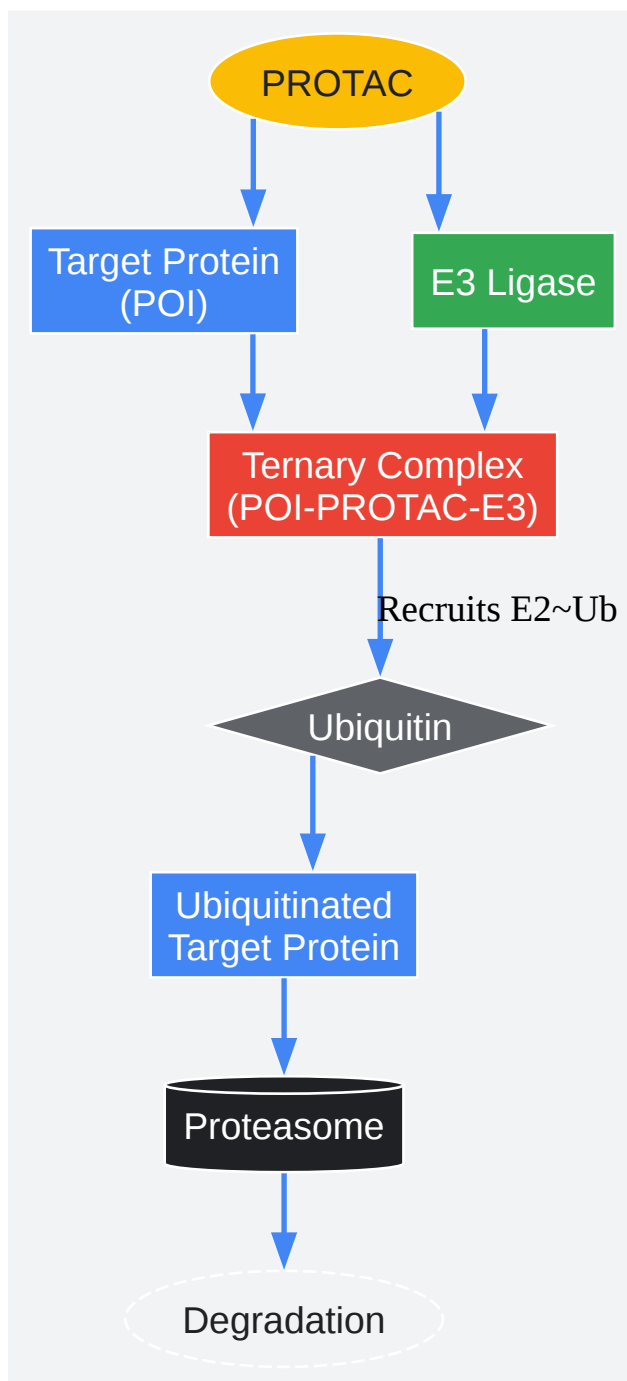 PROTAC
Target Protein
(POI)
E3 Ligase
Ternary Complex
(POI-PROTAC-E3)
Recruits E2~Ub
Ubiquitin
Ubiquitinated
Target Protein
Proteasome
Degradation